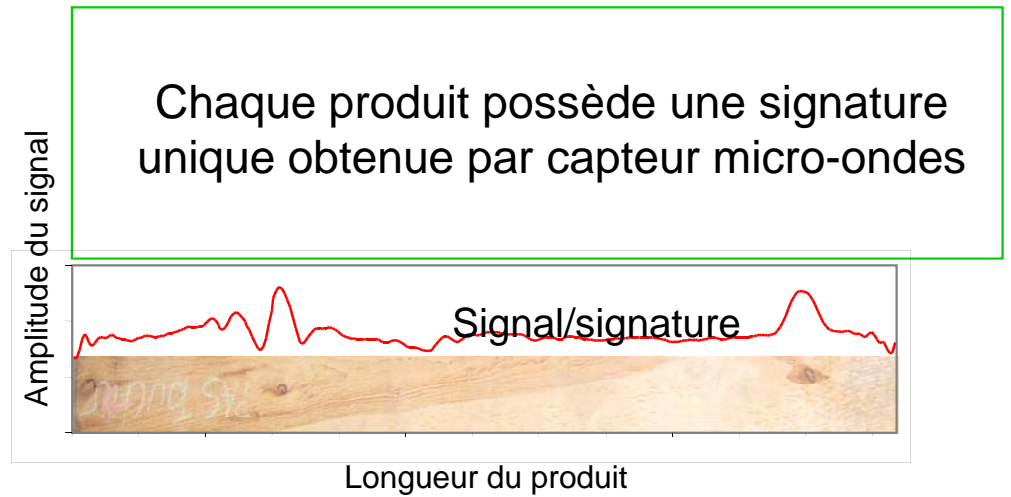 Chaque produit possède une signature
unique obtenue par capteur micro-ondes
Amplitude du signal
Signal/signature
Longueur du produit